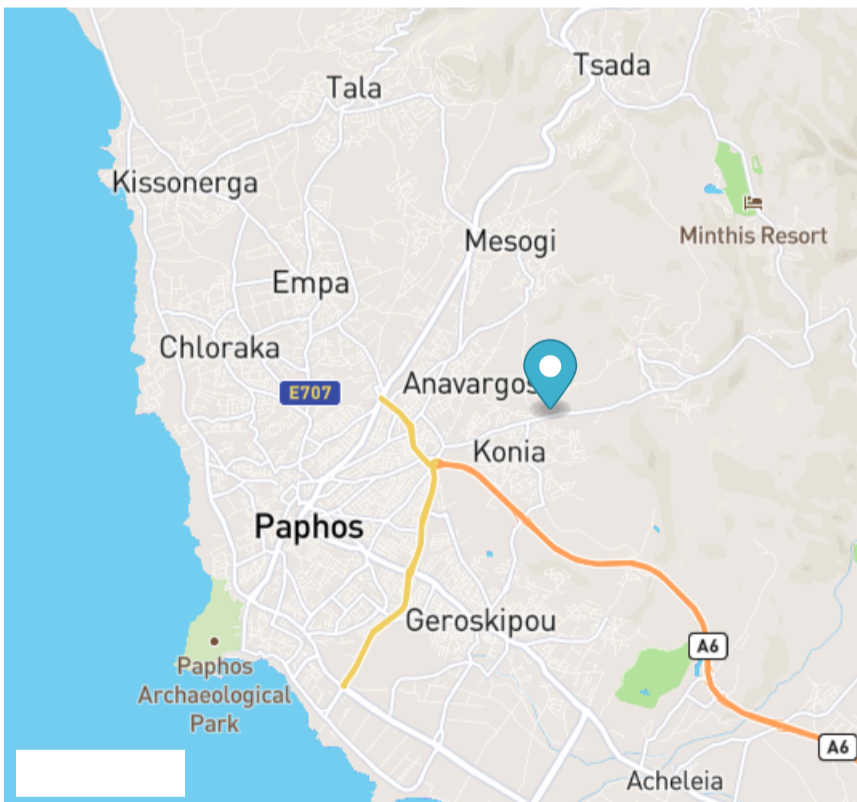 Tsada
Tala
Kissonerga
Mesogi
Minthis Resort
Empa
Chloraka
E707
Anavargos
Konia
Paphos
Geroskipou
A6
Paphos
Archaeological
Park
A6
Acheleia